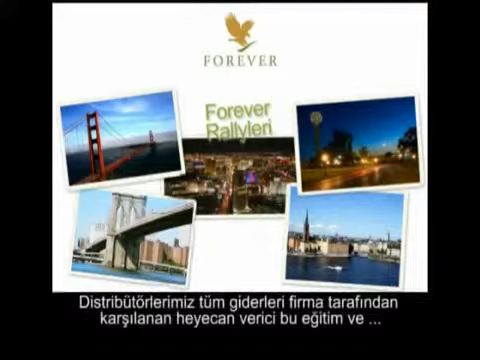 FOREVER
Forever
Rallyleri
Distribütörlerimiz tüm giderleri firma tarafından
karşılanan heyecan verici bu eğitim ve ...